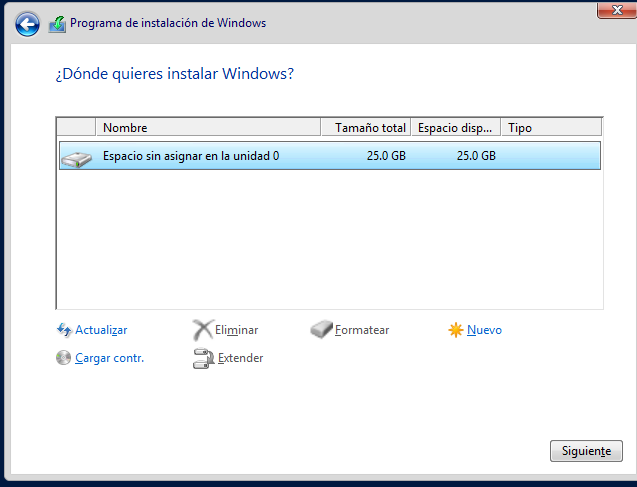 Programa de instalación de Windows
¿Dónde quieres instalar Windows?
Nombre Tamaño total Espacio disp... Tipo
Espacio sin asignar en la unidad 0 25.0 GB 25.0 GB
Actualizar Eliminar Formatear Nuevo
Cargar contr. Extender
Siguiente